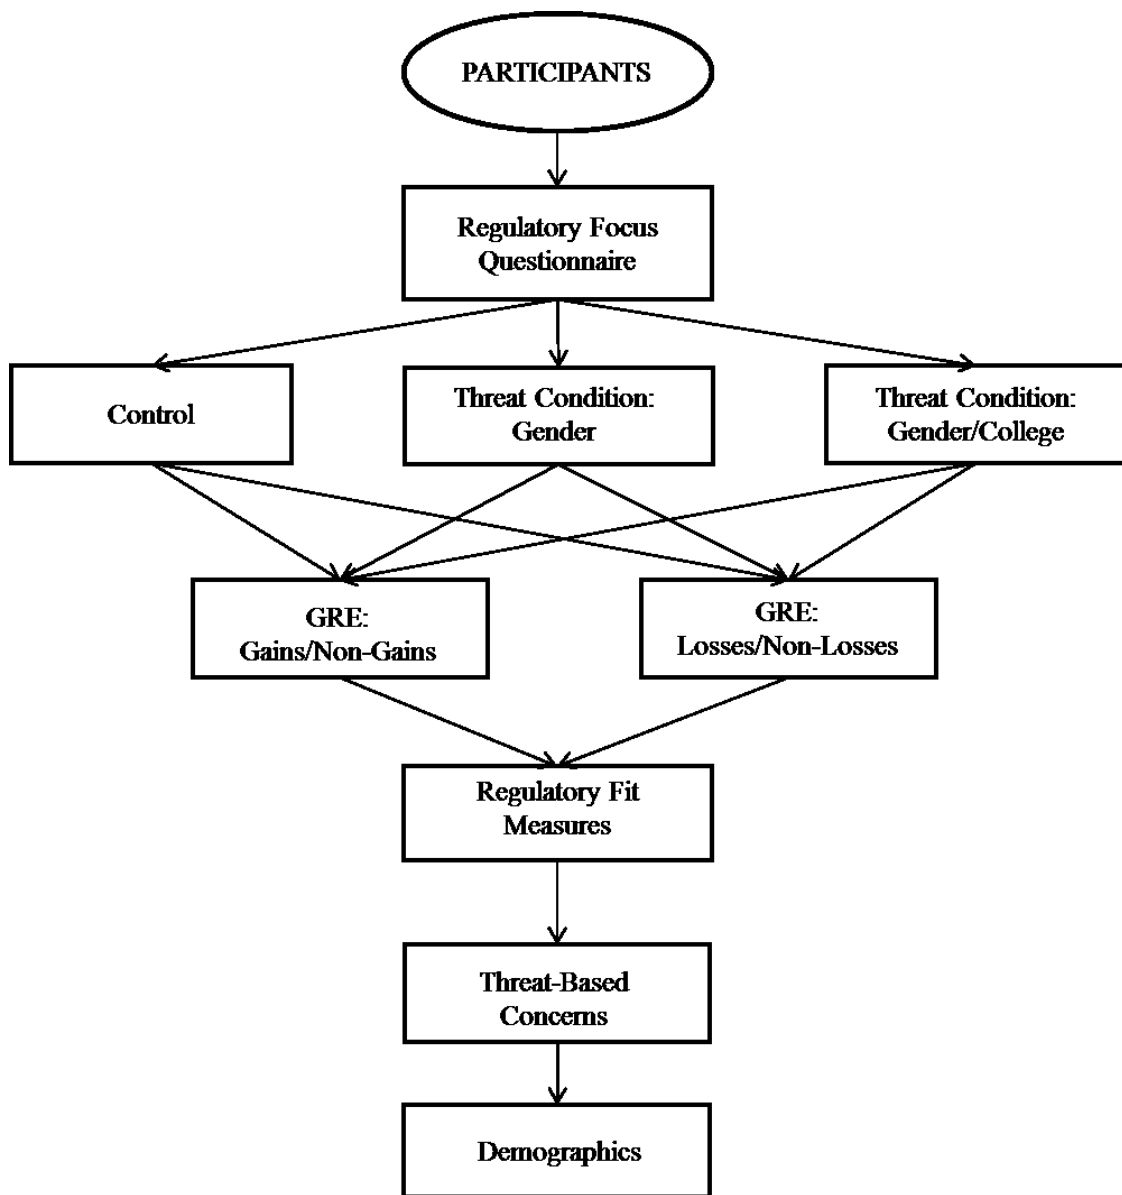 PARTICIPANTS
Regulatory Focus
Questionnaire
Control
Threat Condition:
Gender
Threat Condition:
Gender/College
GRE:
Gains/Non-Gains
GRE:
Losses/Non-Losses
Regulatory Fit
Measures
Threat-Based
Concerns
Demographics